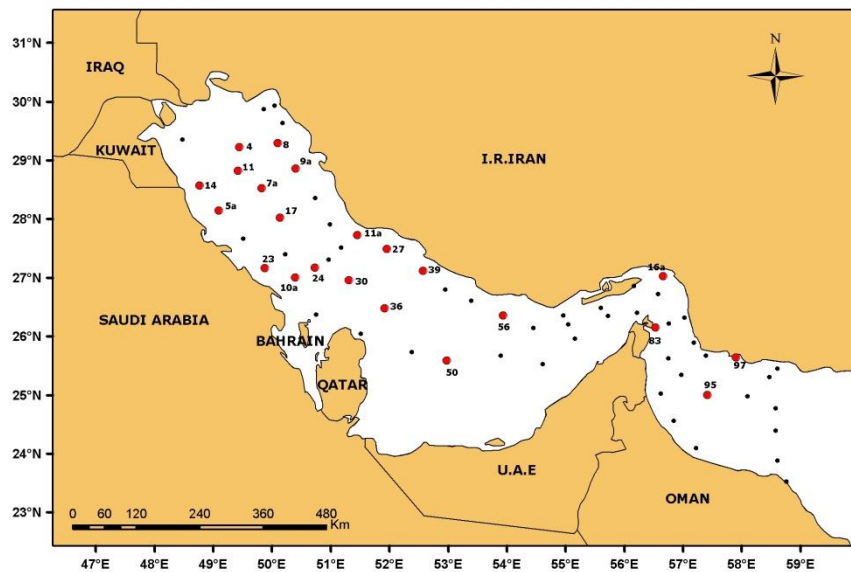 31°N
N
IRAQ
30°N
KUWAIT
4
8
I.R.IRAN
29°N
11
9a
14
7a
5a
28°N
17
11a
27
23
24
39
16a
27°N
10a
30
36
SAUDI ARABIA
56
26°N
BAHRAIN
83
97
50
QATAR
95
25°N
24°N
U.A.E
OMAN
23°N
0 60 120 240 360 480
Km
47°E 48°E 49°E 50°E 51°E 52°E 53°E 54°E 55°E 56°E 57°E 58°E 59°E